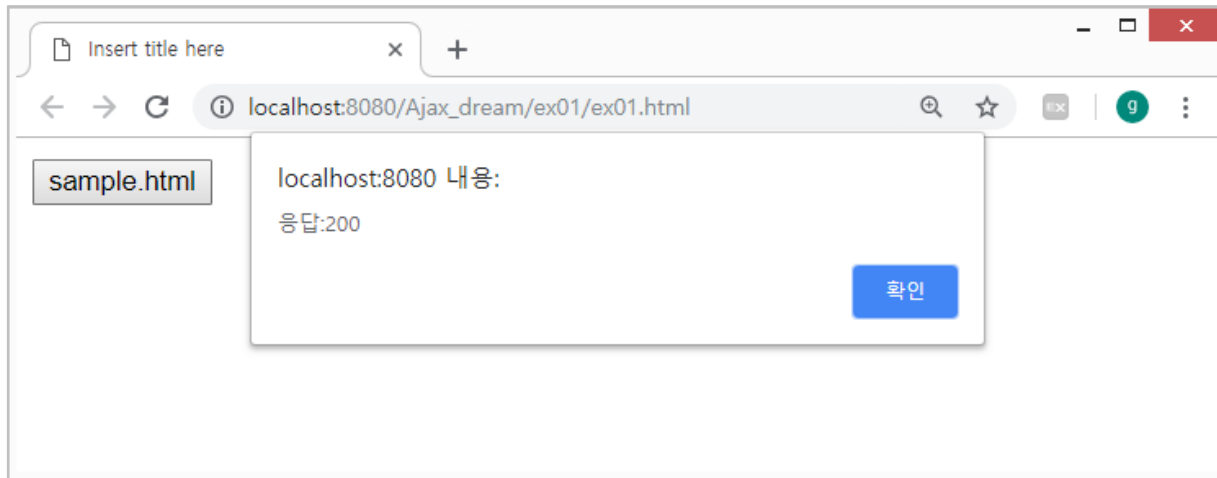 Insert title here
localhost:8080/Ajax_dream/ex01/ex01.html
EX
g
sample.html
localhost:8080 내용:
응답:200
확인